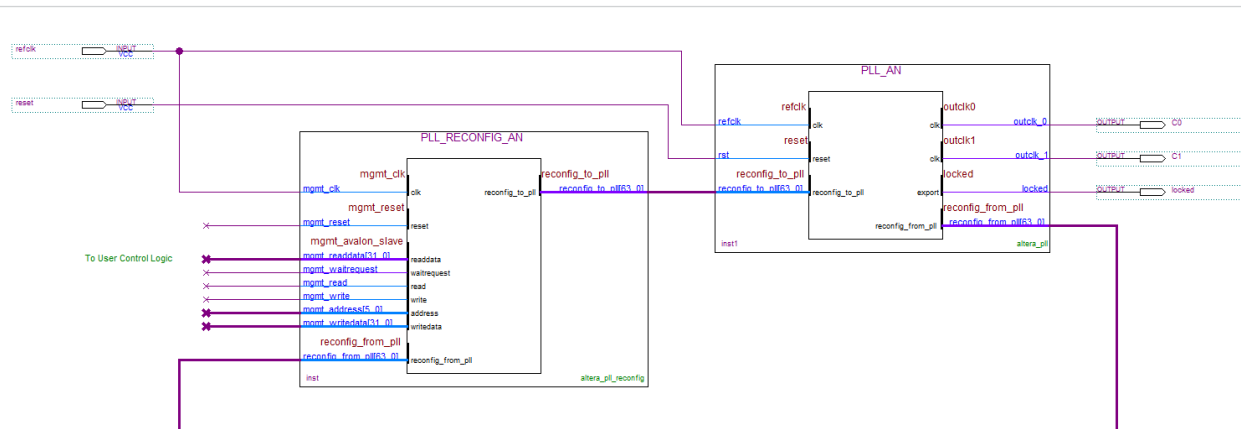 refclk INPUT VCC
reset INPUT VCC
PLL_RECONFIG_AN
mgmt_clk
mgmt_clk clk
mgmt_reset
mgmt_reset reset
mgmt_avalon_slave
mgmt_readdata[31..0] readdata
mgmt_waitrequest waitrequest
mgmt_read read
mgmt_write write
mgmt_address[5..0] address
mgmt_writedata[31..0] writedata
reconfig_from_pll
reconfig_from_pll[63..0] reconfig_from_pll
reconfig_to_pll
reconfig_to_pll reconfig_to_pll[63..0]
inst altera_pll_reconfig
To User Control Logic
PLL_AN
refclk outclk0
refclk clk clk outclk_0 OUTPUT C0
reset outclk1
rst reset clk outclk_1 OUTPUT C1
reconfig_to_pll locked
reconfig_to_pll[63..0] reconfig_to_pll export locked OUTPUT locked
reconfig_from_pll
reconfig_from_pll reconfig_from_pll[63..0]
inst1 altera_pll